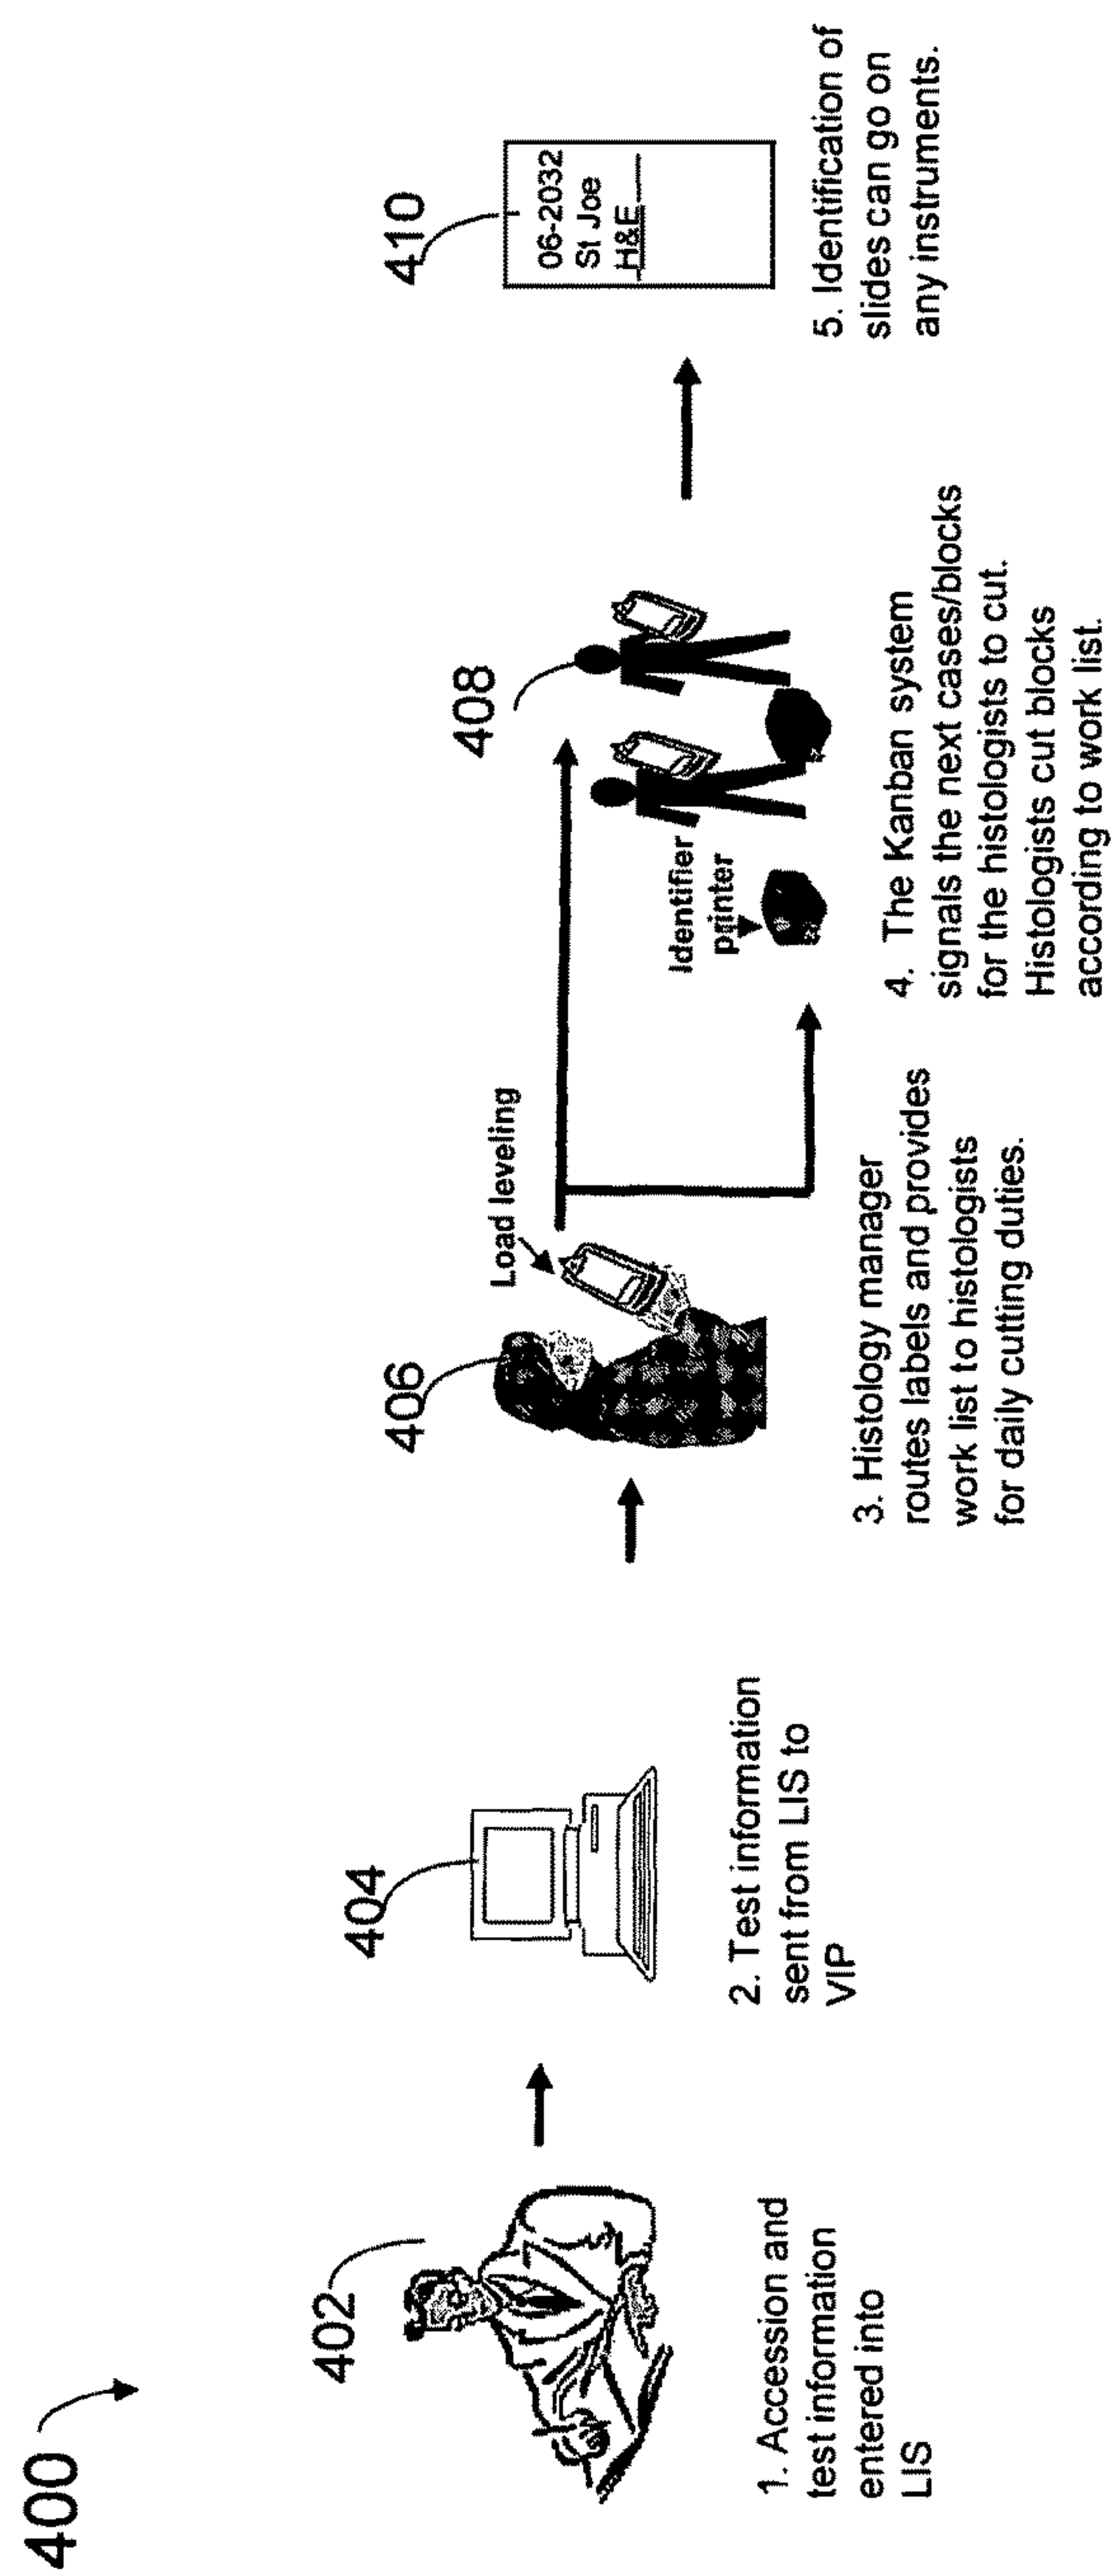 400
402
1. Accession and
test information
entered into
LIS
404
2. Test information
sent from LIS to
VIP
406
Load leveling
3. Histology manager
routes labels and provides
work list to histologists
for daily cutting duties.
408
Identifier
printer
4. The Kanban system
signals the next cases/blocks
for the histologists to cut.
Histologists cut blocks
according to work list.
410
06-2032
St Joe
H&E
5. Identification of
slides can go on
any instruments.